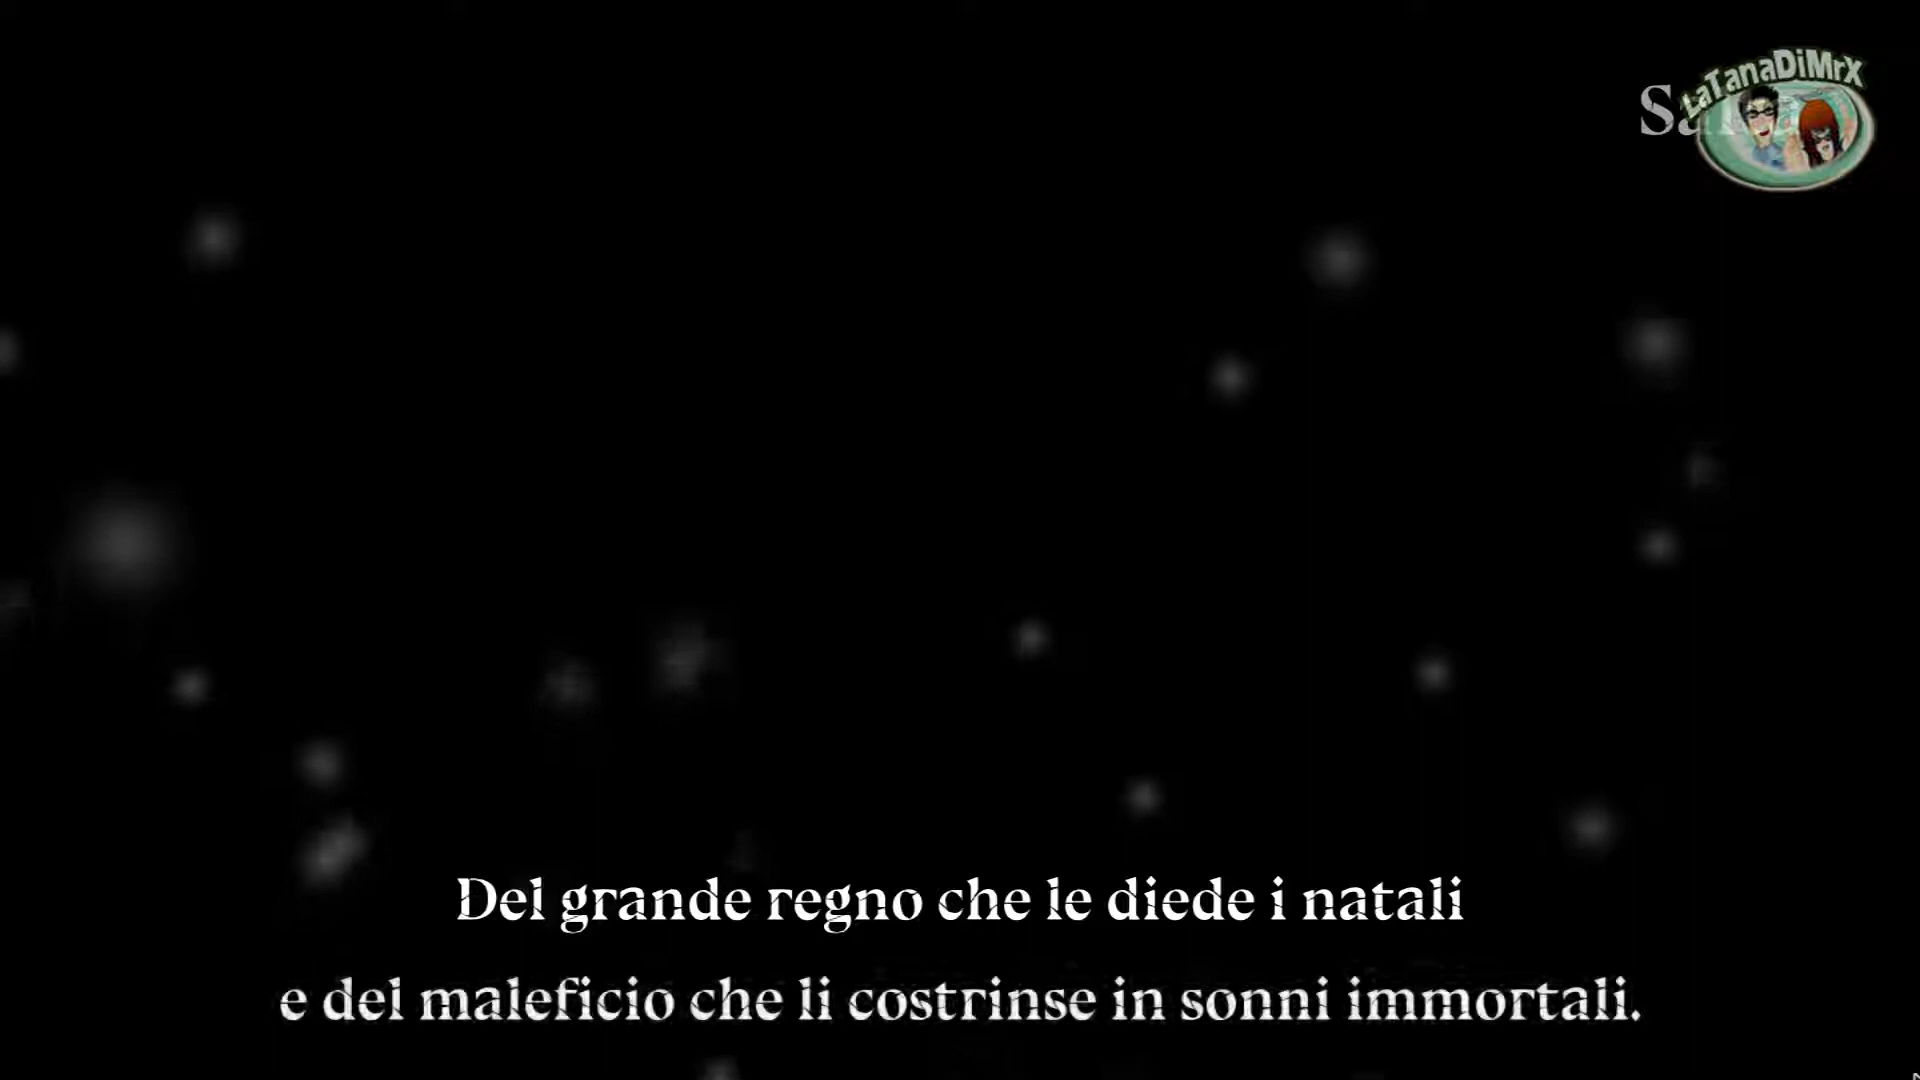 LaTanaDiMrX
Del grande regno che le diede i natali
e del maleficio che li costrinse in sonni immortali.